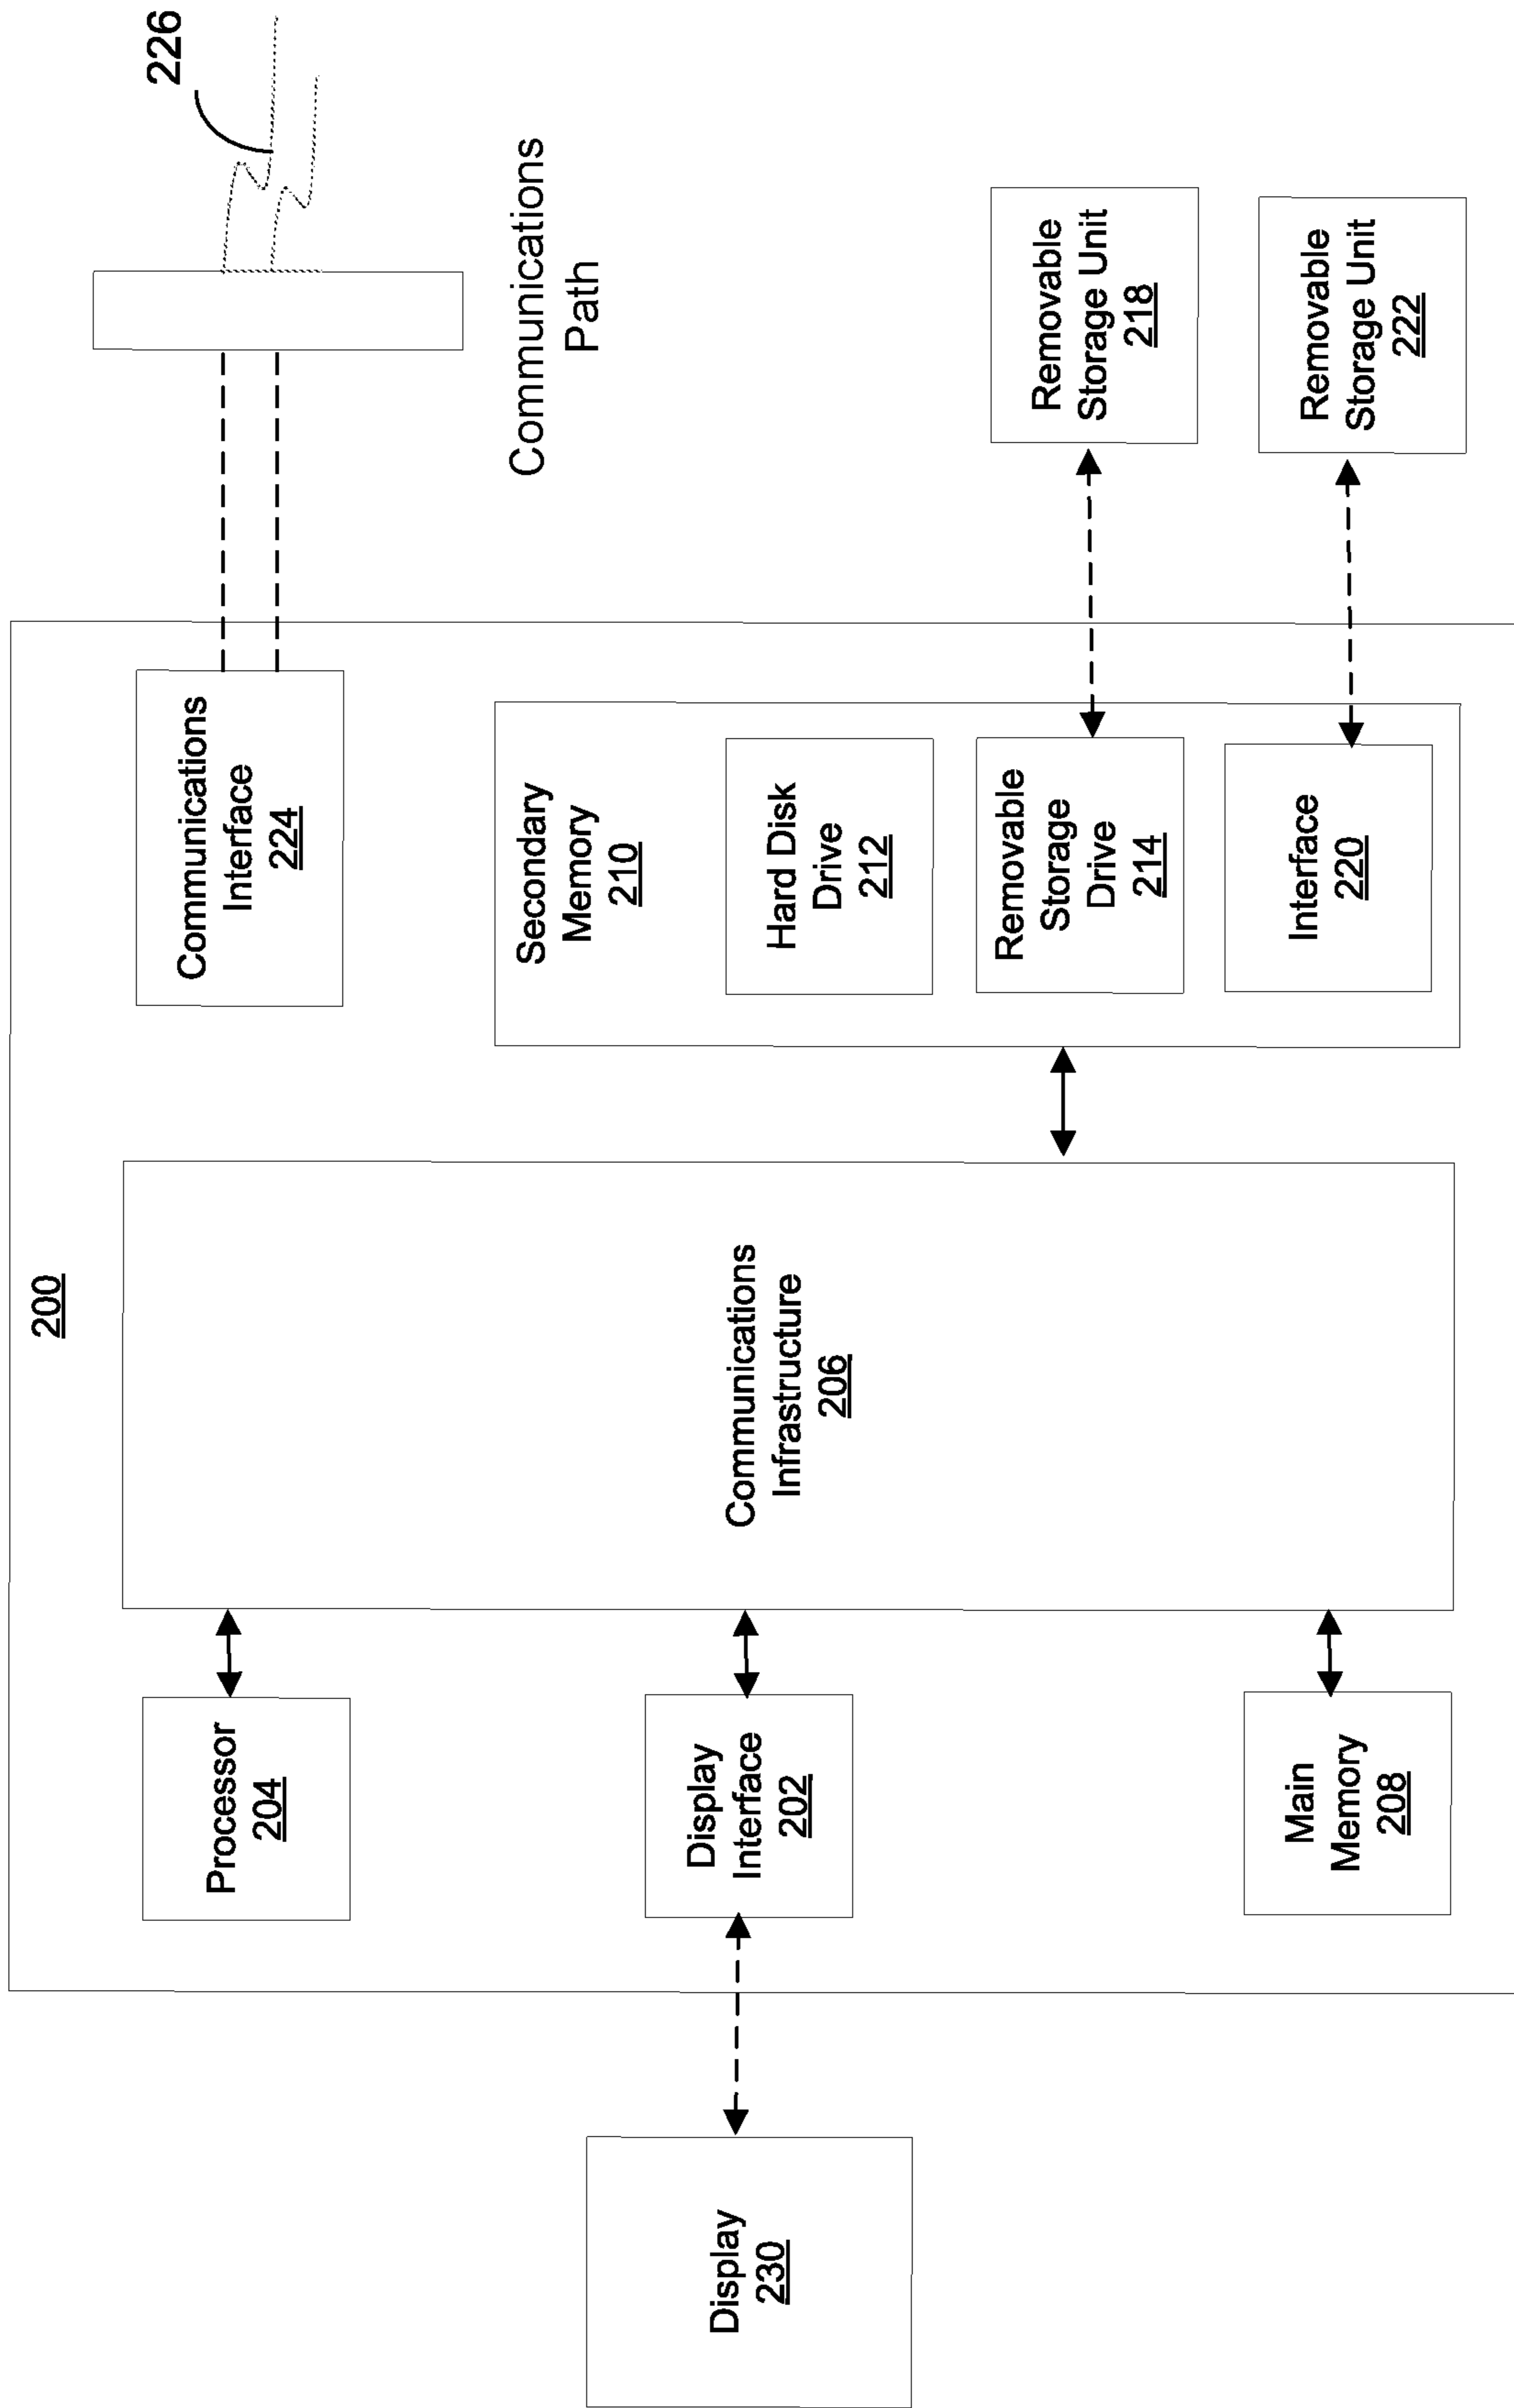 200
Display
230
Processor
204
Display
Interface
202
Main
Memory
208
Communications
Infrastructure
206
Communications
Interface
224
Secondary
Memory
210
Hard Disk
Drive
212
Removable
Storage
Drive
214
Interface
220
226
Communications
Path
Removable
Storage Unit
218
Removable
Storage Unit
222